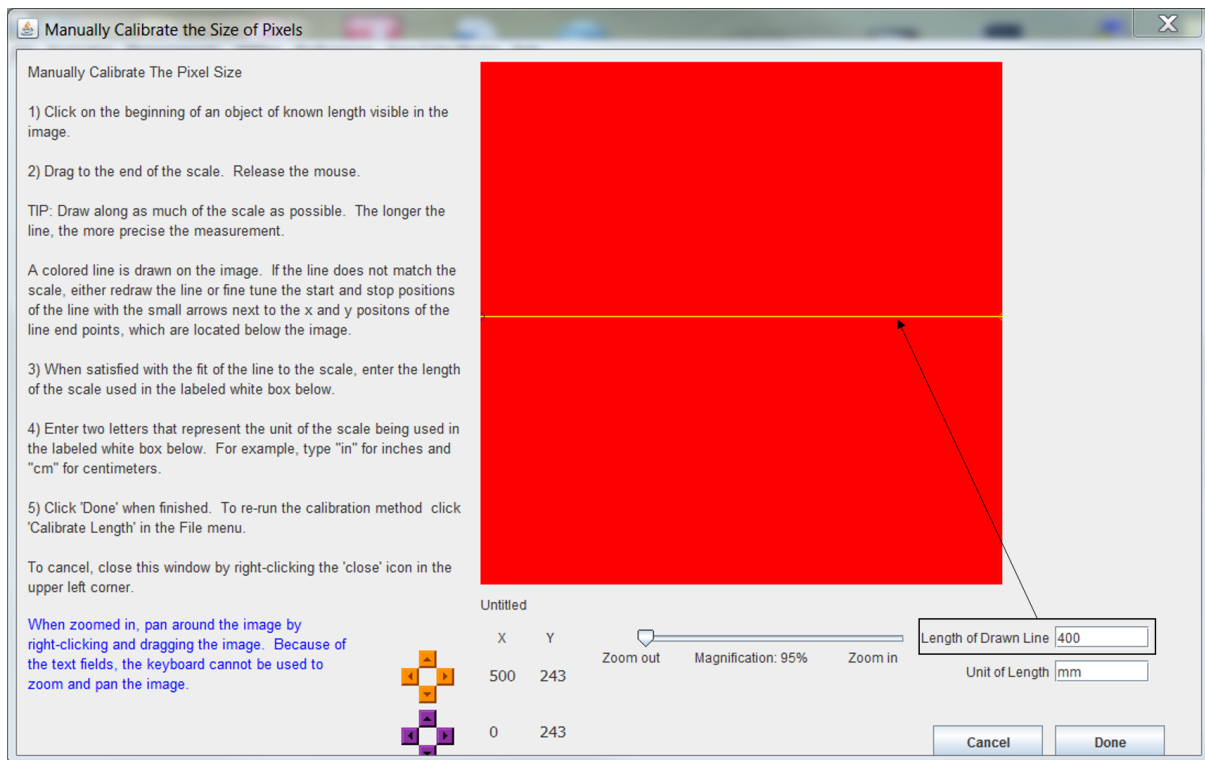 Manually Calibrate the Size of Pixels
X
Manually Calibrate The Pixel Size
1) Click on the beginning of an object of known length visible in the
image.
2) Drag to the end of the scale. Release the mouse.
TIP: Draw along as much of the scale as possible. The longer the
line, the more precise the measurement.
A colored line is drawn on the image. If the line does not match the
scale, either redraw the line or fine tune the start and stop positions
of the line with the small arrows next to the x and y positons of the
line end points, which are located below the image.
3) When satisfied with the fit of the line to the scale, enter the length
of the scale used in the labeled white box below.
4) Enter two letters that represent the unit of the scale being used in
the labeled white box below. For example, type "in" for inches and
"cm" for centimeters.
5) Click 'Done' when finished. To re-run the calibration method click
'Calibrate Length' in the File menu.
To cancel, close this window by right-clicking the 'close' icon in the
upper left corner.
When zoomed in, pan around the image by
right-clicking and dragging the image. Because of
the text fields, the keyboard cannot be used to
zoom and pan the image.
Untitled
X Y
500 243
0 243
Zoom out Magnification: 95% Zoom in
Length of Drawn Line 400
Unit of Length mm
Cancel Done